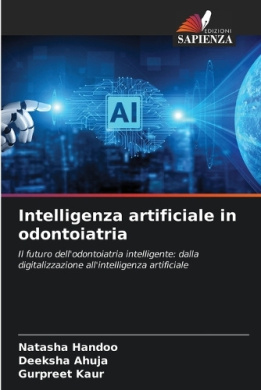 EDIZIONI
SAPIENZA
AI
Intelligenza artificiale in
odontoiatria
Il futuro dell'odontoiatria intelligente: dalla
digitalizzazione all'intelligenza artificiale
Natasha Handoo
Deeksha Ahuja
Gurpreet Kaur